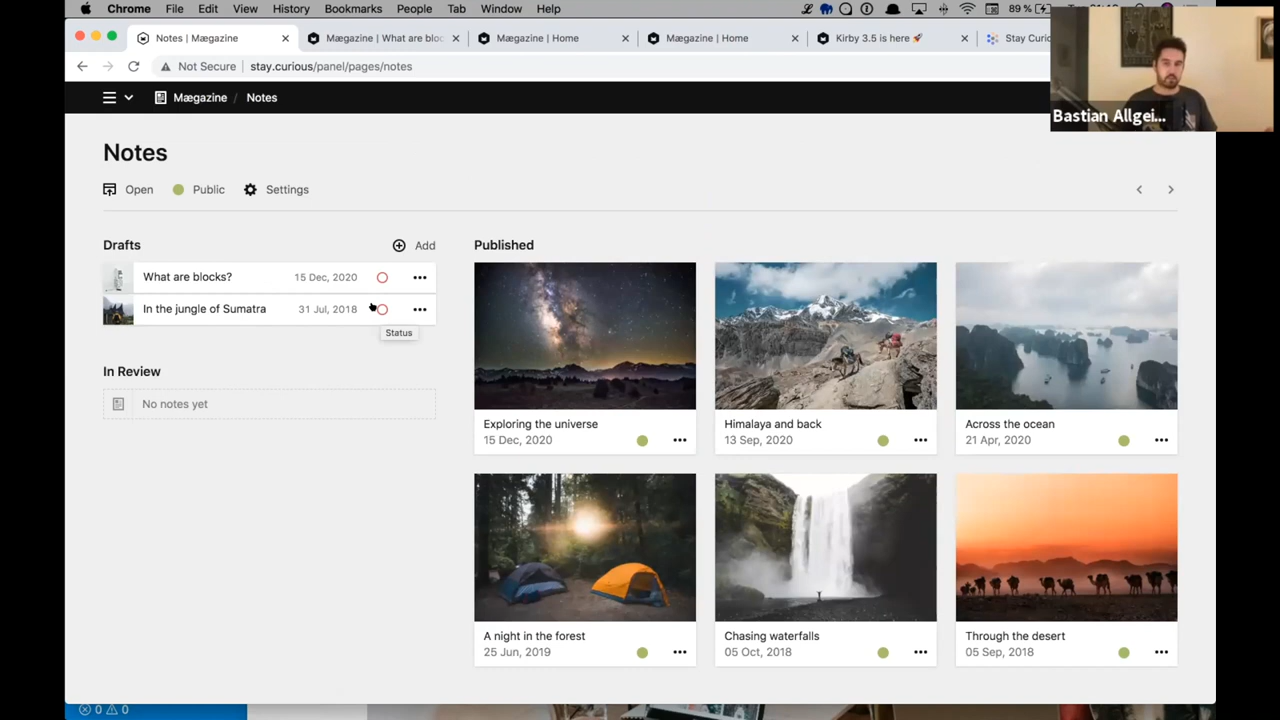 Chrome File Edit View History Bookmarks People Tab Window Help
89 %
Notes | Mægazine
Mægazine | What are bloc
Mægazine | Home
Mægazine | Home
Kirby 3.5 is here 🚀
Stay Curio
Not Secure stay.curious/panel/pages/notes
Bastian Allgei...
Mægazine / Notes
Notes
Open Public Settings
Drafts
Add
What are blocks? 15 Dec, 2020
In the jungle of Sumatra 31 Jul, 2018
Status
In Review
No notes yet
Published
Exploring the universe
15 Dec, 2020
Himalaya and back
13 Sep, 2020
Across the ocean
21 Apr, 2020
A night in the forest
25 Jun, 2019
Chasing waterfalls
05 Oct, 2018
Through the desert
05 Sep, 2018
0 0